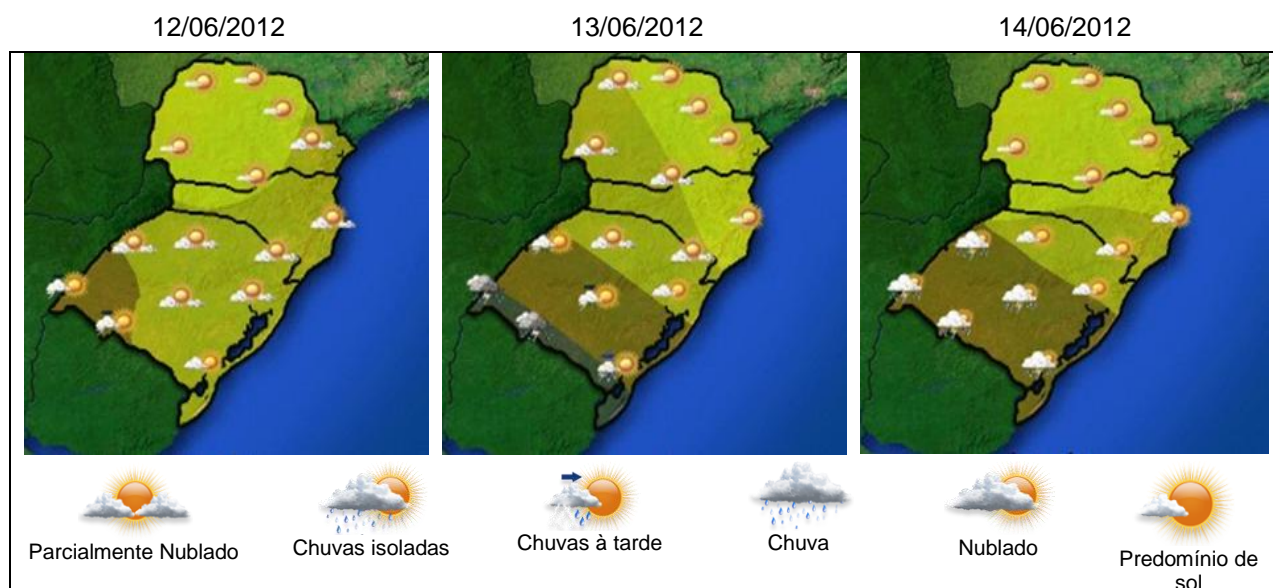 12/06/2012
13/06/2012
14/06/2012
Parcialmente Nublado
Chuvas isoladas
Chuvas à tarde
Chuva
Nublado
Predomínio de
sol